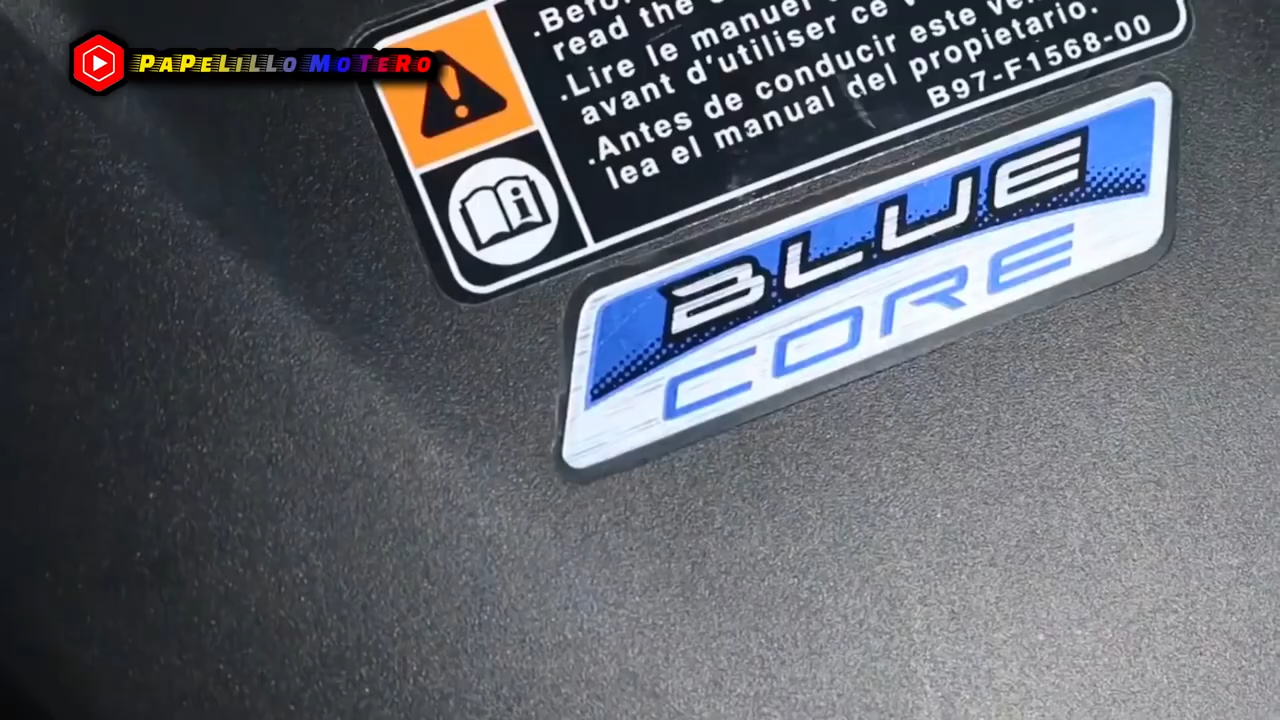 PaPeLiLLo MoTeRo
.Befo
read the
.Lire le manuel
avant d'utiliser ce
.Antes de conducir este
lea el manual del propietario.
B97-F1568-00
BLUE
CORE